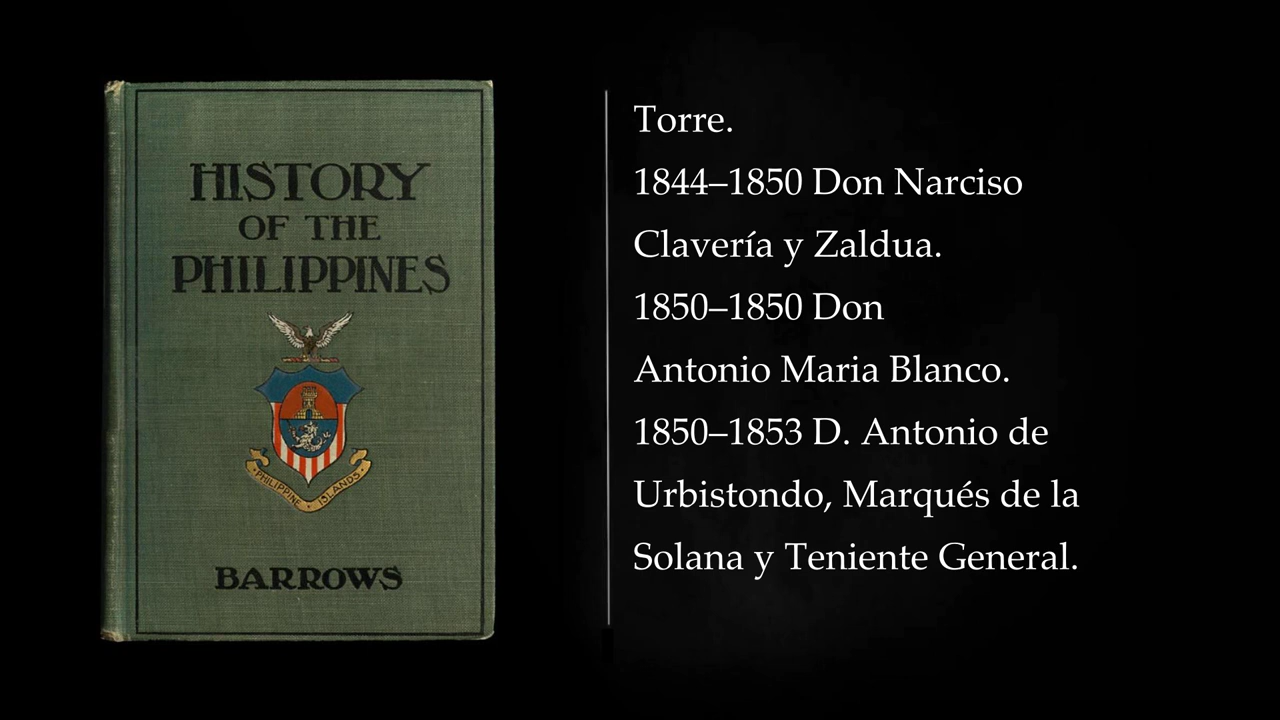 HISTORY
OF THE
PHILIPPINES
PHILIPPINE ISLANDS
BARROWS
Torre.
1844–1850 Don Narciso
Clavería y Zaldua.
1850–1850 Don
Antonio Maria Blanco.
1850–1853 D. Antonio de
Urbistondo, Marqués de la
Solana y Teniente General.